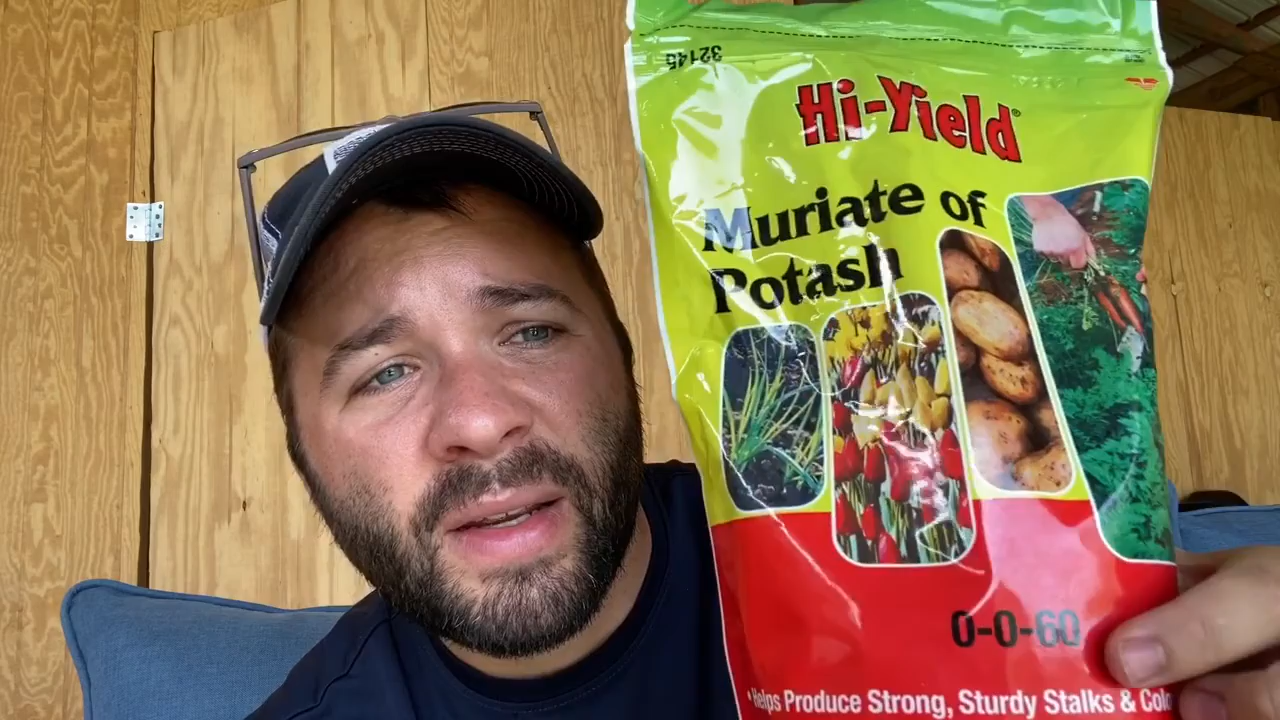 32145
Hi-Yield®
Muriate of
Potash
0-0-60
• Helps Produce Strong, Sturdy Stalks & Colo